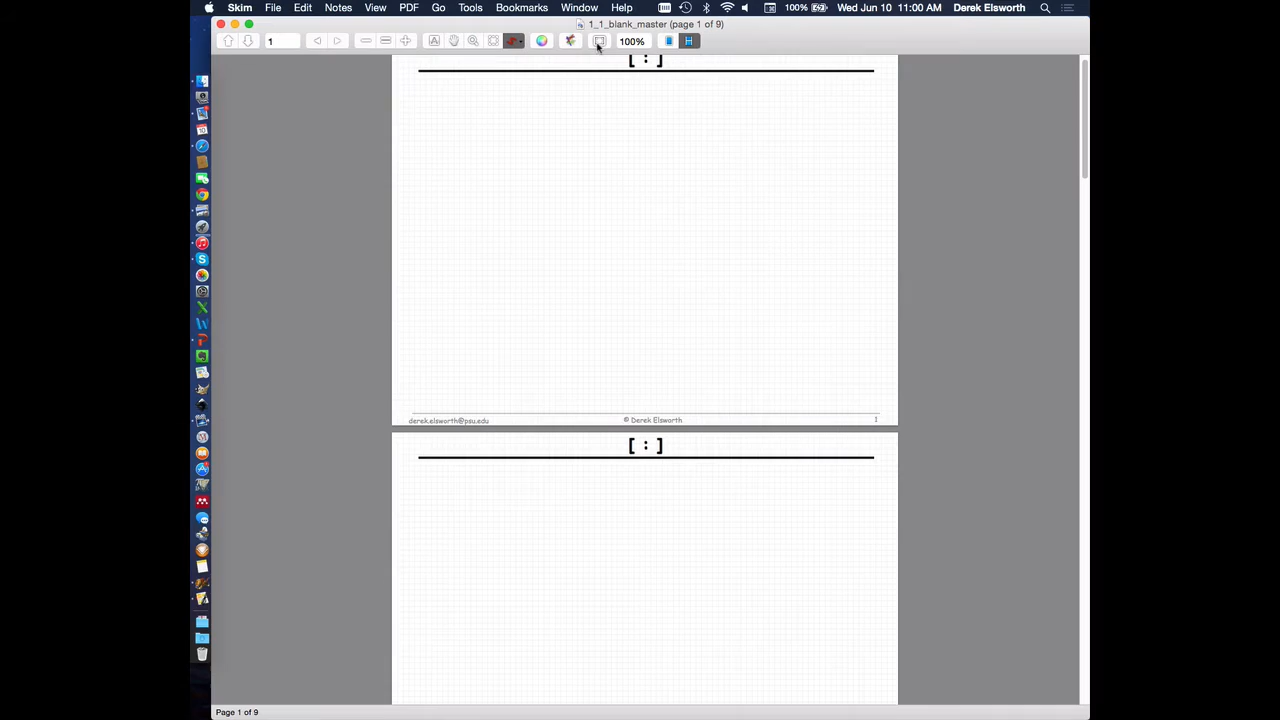 Skim File Edit View Notes PDF Go Tools Bookmarks Window Help 100% Wed Jun 10 11:00 AM Derek Elsworth
1_1_blank_master (page 1 of 9)
1 A 100%
[ : ]
derek.elsworth@psu.edu © Derek Elsworth 1
[ : ]
Page 1 of 9